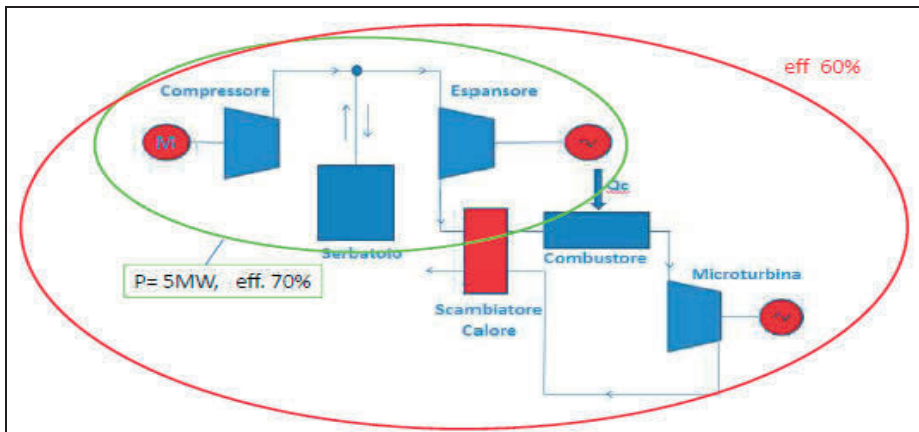 eff 60%
Compressore
Espansore
M
Qc
Serbatoio
Combustore
P= 5MW, eff. 70%
Microturbina
Scambiatore
Calore